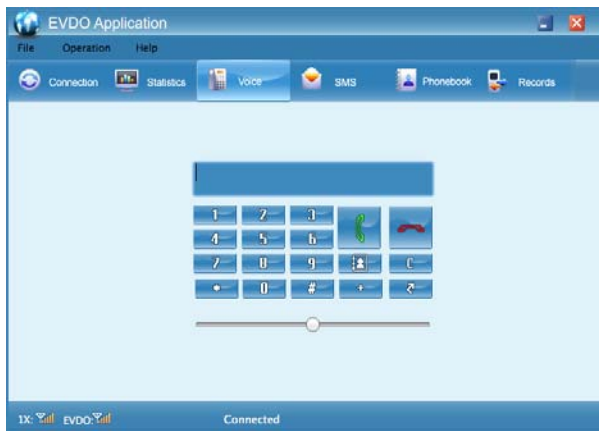 EVDO Application
File Operation Help
Connection Statistics Voice SMS Phonebook Records
1 2 3
4 5 6
7 8 9 C
* 0 # +
1X: EVDO: Connected